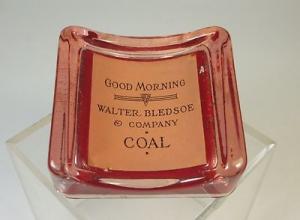 GOOD MORNING
WALTER BLEDSOE
& COMPANY
COAL